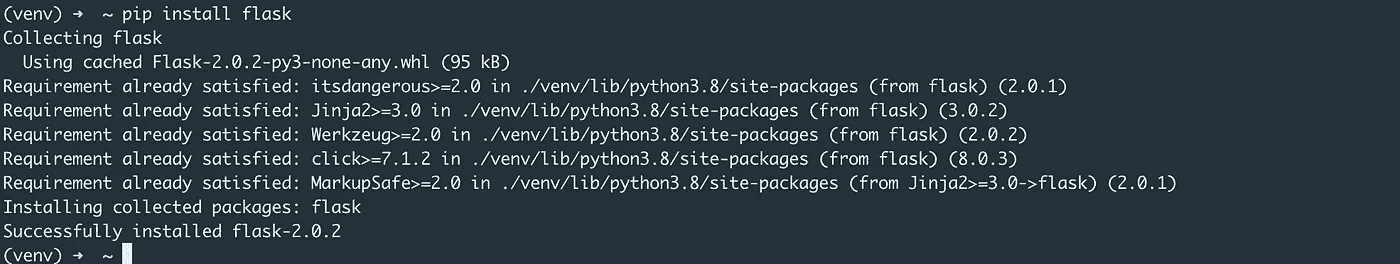 (venv) ➜  ~ pip install flask
Collecting flask
  Using cached Flask-2.0.2-py3-none-any.whl (95 kB)
Requirement already satisfied: itsdangerous>=2.0 in ./venv/lib/python3.8/site-packages (from flask) (2.0.1)
Requirement already satisfied: Jinja2>=3.0 in ./venv/lib/python3.8/site-packages (from flask) (3.0.2)
Requirement already satisfied: Werkzeug>=2.0 in ./venv/lib/python3.8/site-packages (from flask) (2.0.2)
Requirement already satisfied: click>=7.1.2 in ./venv/lib/python3.8/site-packages (from flask) (8.0.3)
Requirement already satisfied: MarkupSafe>=2.0 in ./venv/lib/python3.8/site-packages (from Jinja2>=3.0->flask) (2.0.1)
Installing collected packages: flask
Successfully installed flask-2.0.2
(venv) ➜  ~